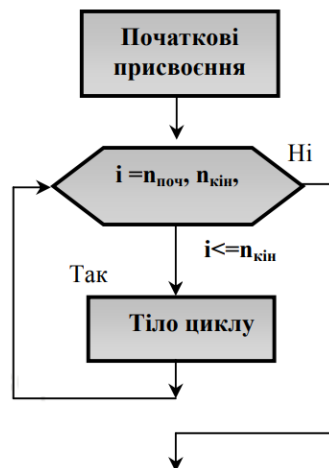 Початкові
присвоєння
Ні
i =nпоч, nкін,
i<=nкін
Так
Тіло циклу